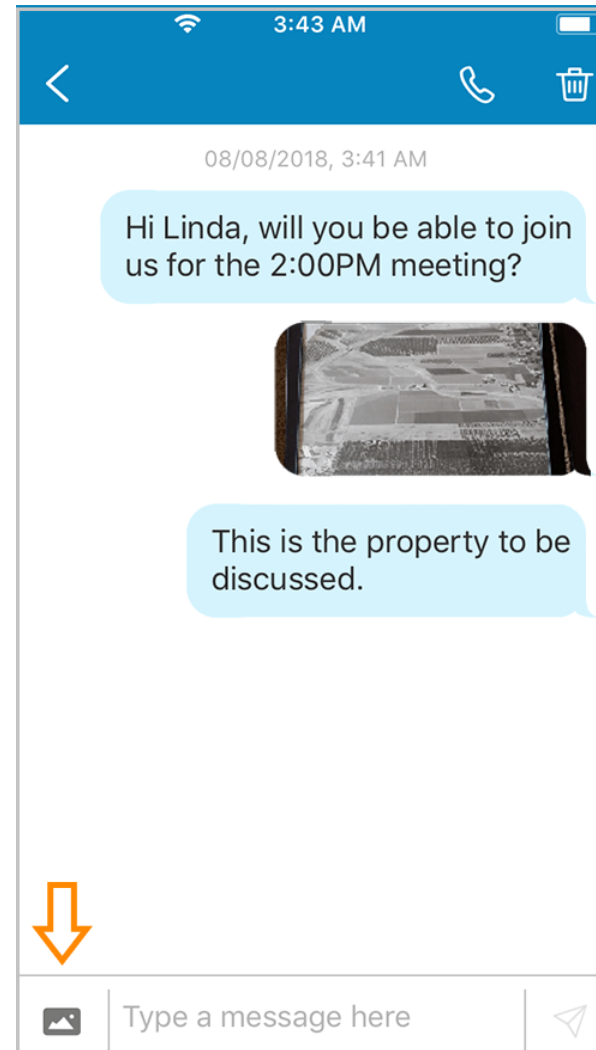 3:43 AM
08/08/2018, 3:41 AM
Hi Linda, will you be able to join
us for the 2:00PM meeting?
This is the property to be
discussed.
Type a message here